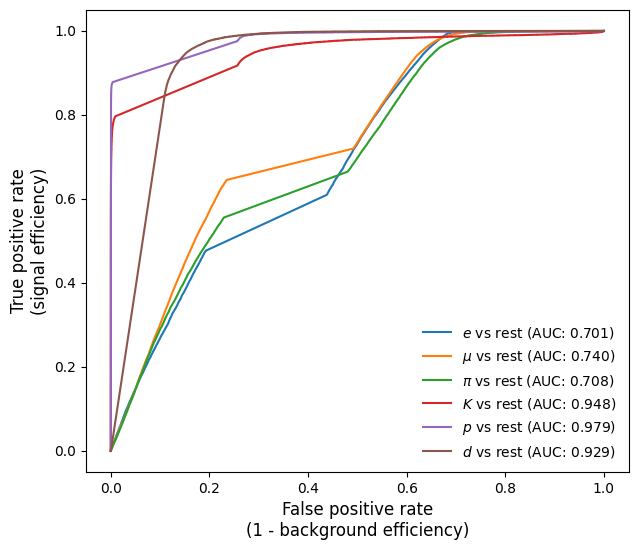 1.0
0.8
0.6
0.4
0.2
0.0
True positive rate
(signal efficiency)
e vs rest (AUC: 0.701)
μ vs rest (AUC: 0.740)
π vs rest (AUC: 0.708)
K vs rest (AUC: 0.948)
p vs rest (AUC: 0.979)
d vs rest (AUC: 0.929)
0.0 0.2 0.4 0.6 0.8 1.0
False positive rate
(1 - background efficiency)